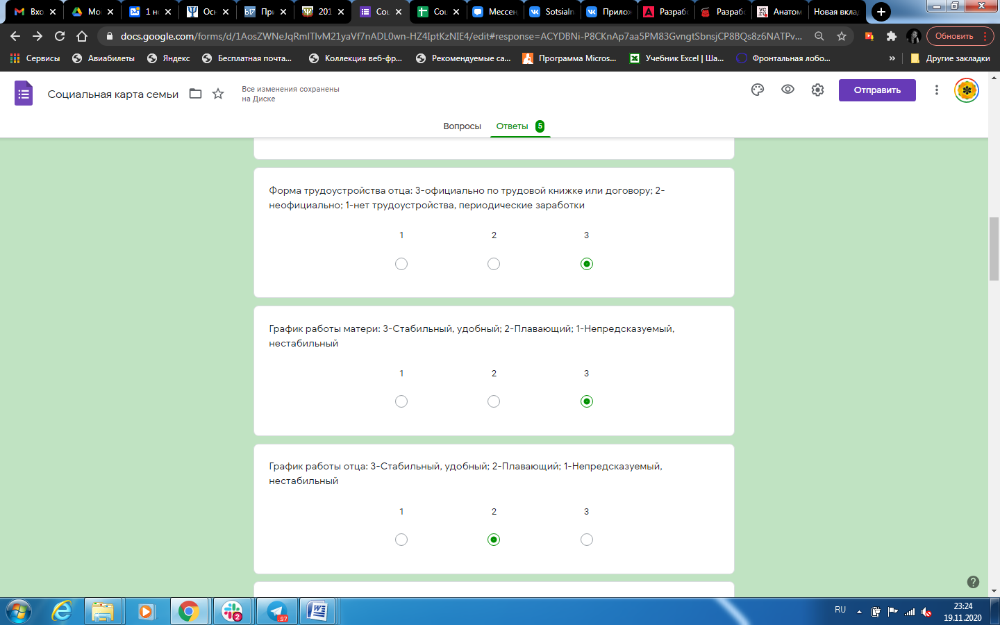 Вхо
Мо
1 н
Осн
Б17
При
201
Соц
Соц
Мессен
Sotsialn
Прилож
Разраб
Разраб
Анатом
Новая вклад
docs.google.com/forms/d/1AosZWNeJqRmITIvM21yaVf7nADL0wn-HZ4IptKzNIE4/edit#response=ACYDBNi-P8CKnAp7aa5PM83GvngtSbnsjCP8BQs8z6NATPv...
Обновить
Сервисы
Авиабилеты
Яндекс
Бесплатная почта...
Коллекция веб-фр...
Рекомендуемые са...
Программа Micros...
Учебник Excel | Ша...
Фронтальная лобо...
»
Другие закладки
Социальная карта семьи
Все изменения сохранены
на Диске
Отправить
Вопросы
Ответы 5
Форма трудоустройства отца: 3-официально по трудовой книжке или договору; 2-
неофициально; 1-нет трудоустройства, периодические заработки
1 2 3
График работы матери: 3-Стабильный, удобный; 2-Плавающий; 1-Непредсказуемый,
нестабильный
1 2 3
График работы отца: 3-Стабильный, удобный; 2-Плавающий; 1-Непредсказуемый,
нестабильный
1 2 3
2
97
RU
23:24
19.11.2020